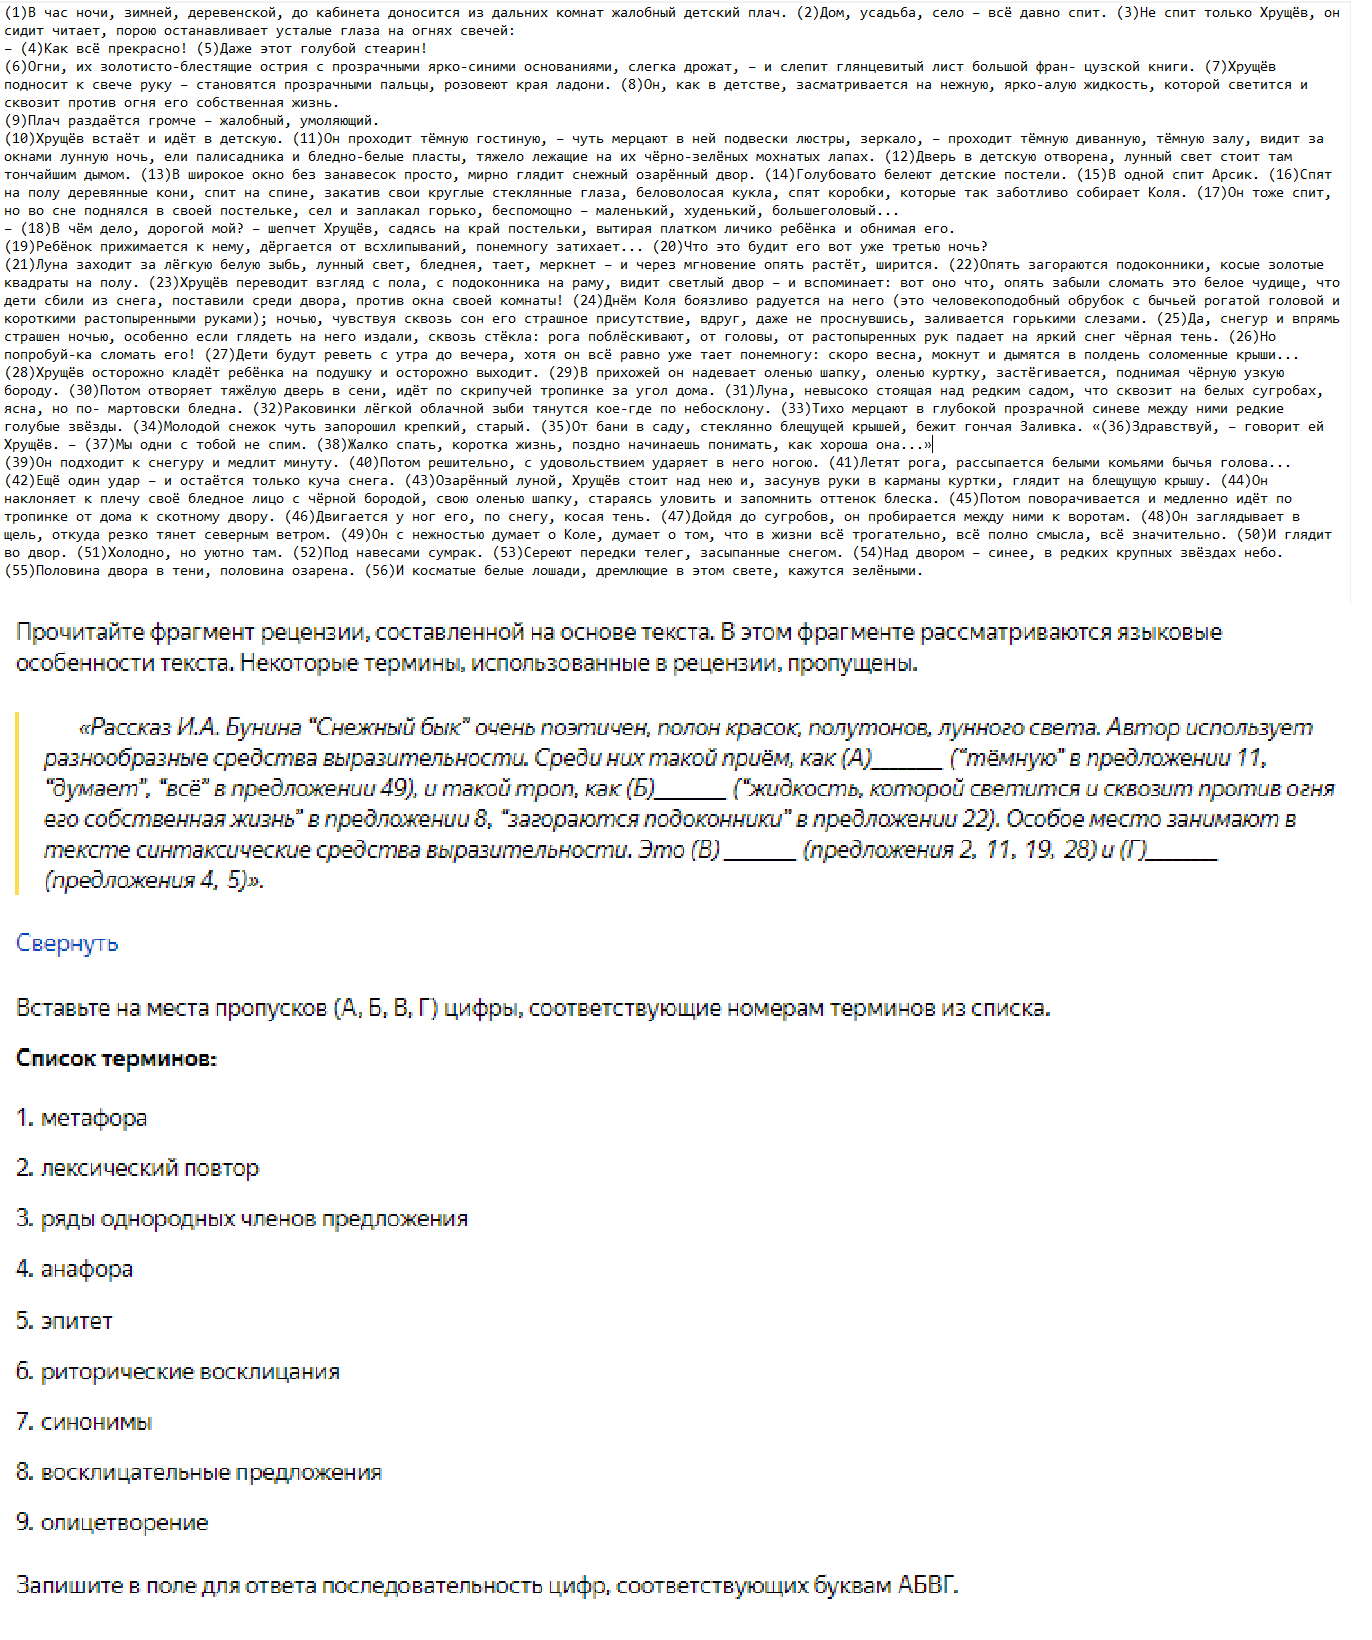 (1)В час ночи, зимней, деревенской, до кабинета доносится из дальних комнат жалобный детский плач. (2)Дом, усадьба, село – всё давно спит. (3)Не спит только Хрущёв, он
сидит читает, порою останавливает усталые глаза на огнях свечей:
– (4)Как всё прекрасно! (5)Даже этот голубой стеарин!
(6)Огни, их золотисто-блестящие острия с прозрачными ярко-синими основаниями, слегка дрожат, – и слепит глянцевитый лист большой фран- цузской книги. (7)Хрущёв
подносит к свече руку – становятся прозрачными пальцы, розовеют края ладони. (8)Он, как в детстве, засматривается на нежную, ярко-алую жидкость, которой светится и
сквозит против огня его собственная жизнь.
(9)Плач раздаётся громче – жалобный, умоляющий.
(10)Хрущёв встаёт и идёт в детскую. (11)Он проходит тёмную гостиную, – чуть мерцают в ней подвески люстры, зеркало, – проходит тёмную диванную, тёмную залу, видит за
окнами лунную ночь, ели палисадника и бледно-белые пласты, тяжело лежащие на их чёрно-зелёных мохнатых лапах. (12)Дверь в детскую отворена, лунный свет стоит там
тончайшим дымом. (13)В широкое окно без занавесок просто, мирно глядит снежный озарённый двор. (14)Голубовато белеют детские постели. (15)В одной спит Арсик. (16)Спят
на полу деревянные кони, спит на спине, закатив свои круглые стеклянные глаза, беловолосая кукла, спят коробки, которые так заботливо собирает Коля. (17)Он тоже спит,
но во сне поднялся в своей постельке, сел и заплакал горько, беспомощно – маленький, худенький, большеголовый...
– (18)В чём дело, дорогой мой? – шепчет Хрущёв, садясь на край постельки, вытирая платком личико ребёнка и обнимая его.
(19)Ребёнок прижимается к нему, дёргается от всхлипываний, понемногу затихает... (20)Что это будит его вот уже третью ночь?
(21)Луна заходит за лёгкую белую зыбь, лунный свет, бледнея, тает, меркнет – и через мгновение опять растёт, ширится. (22)Опять загораются подоконники, косые золотые
квадраты на полу. (23)Хрущёв переводит взгляд с пола, с подоконника на раму, видит светлый двор – и вспоминает: вот оно что, опять забыли сломать это белое чудище, что
дети сбили из снега, поставили среди двора, против окна своей комнаты! (24)Днём Коля боязливо радуется на него (это человекоподобный обрубок с бычьей рогатой головой и
короткими растопыренными руками); ночью, чувствуя сквозь сон его страшное присутствие, вдруг, даже не проснувшись, заливается горькими слезами. (25)Да, снегур и впрямь
страшен ночью, особенно если глядеть на него издали, сквозь стёкла: рога поблёскивают, от головы, от растопыренных рук падает на яркий снег чёрная тень. (26)Но
попробуй-ка сломать его! (27)Дети будут реветь с утра до вечера, хотя он всё равно уже тает понемногу: скоро весна, мокнут и дымятся в полдень соломенные крыши...
(28)Хрущёв осторожно кладёт ребёнка на подушку и осторожно выходит. (29)В прихожей он надевает оленью шапку, оленью куртку, застёгивается, поднимая чёрную узкую
бороду. (30)Потом отворяет тяжёлую дверь в сени, идёт по скрипучей тропинке за угол дома. (31)Луна, невысоко стоящая над редким садом, что сквозит на белых сугробах,
ясна, но по- мартовски бледна. (32)Раковинки лёгкой облачной зыби тянутся кое-где по небосклону. (33)Тихо мерцают в глубокой прозрачной синеве между ними редкие
голубые звёзды. (34)Молодой снежок чуть запорошил крепкий, старый. (35)От бани в саду, стеклянно блещущей крышей, бежит гончая Заливка. «(36)Здравствуй, – говорит ей
Хрущёв. – (37)Мы одни с тобой не спим. (38)Жалко спать, коротка жизнь, поздно начинаешь понимать, как хороша она...»
(39)Он подходит к снегуру и медлит минуту. (40)Потом решительно, с удовольствием ударяет в него ногою. (41)Летят рога, рассыпается белыми комьями бычья голова...
(42)Ещё один удар – и остаётся только куча снега. (43)Озарённый луной, Хрущёв стоит над нею и, засунув руки в карманы куртки, глядит на блещущую крышу. (44)Он
наклоняет к плечу своё бледное лицо с чёрной бородой, свою оленью шапку, стараясь уловить и запомнить оттенок блеска. (45)Потом поворачивается и медленно идёт по
тропинке от дома к скотному двору. (46)Двигается у ног его, по снегу, косая тень. (47)Дойдя до сугробов, он пробирается между ними к воротам. (48)Он заглядывает в
щель, откуда резко тянет северным ветром. (49)Он с нежностью думает о Коле, думает о том, что в жизни всё трогательно, всё полно смысла, всё значительно. (50)И глядит
во двор. (51)Холодно, но уютно там. (52)Под навесами сумрак. (53)Сереют передки телег, засыпанные снегом. (54)Над двором – синее, в редких крупных звёздах небо.
(55)Половина двора в тени, половина озарена. (56)И косматые белые лошади, дремлющие в этом свете, кажутся зелёными.
Прочитайте фрагмент рецензии, составленной на основе текста. В этом фрагменте рассматриваются языковые
особенности текста. Некоторые термины, использованные в рецензии, пропущены.
«Рассказ И.А. Бунина “Снежный бык” очень поэтичен, полон красок, полутонов, лунного света. Автор использует
разнообразные средства выразительности. Среди них такой приём, как (А)______ (“тёмную” в предложении 11,
“думает”, “всё” в предложении 49), и такой троп, как (Б)______ (“жидкость, которой светится и сквозит против огня
его собственная жизнь” в предложении 8, “загораются подоконники” в предложении 22). Особое место занимают в
тексте синтаксические средства выразительности. Это (В) ______ (предложения 2, 11, 19, 28) и (Г)______
(предложения 4, 5)».
Свернуть
Вставьте на места пропусков (А, Б, В, Г) цифры, соответствующие номерам терминов из списка.
Список терминов:
1. метафора
2. лексический повтор
3. ряды однородных членов предложения
4. анафора
5. эпитет
6. риторические восклицания
7. синонимы
8. восклицательные предложения
9. олицетворение
Запишите в поле для ответа последовательность цифр, соответствующих буквам АБВГ.